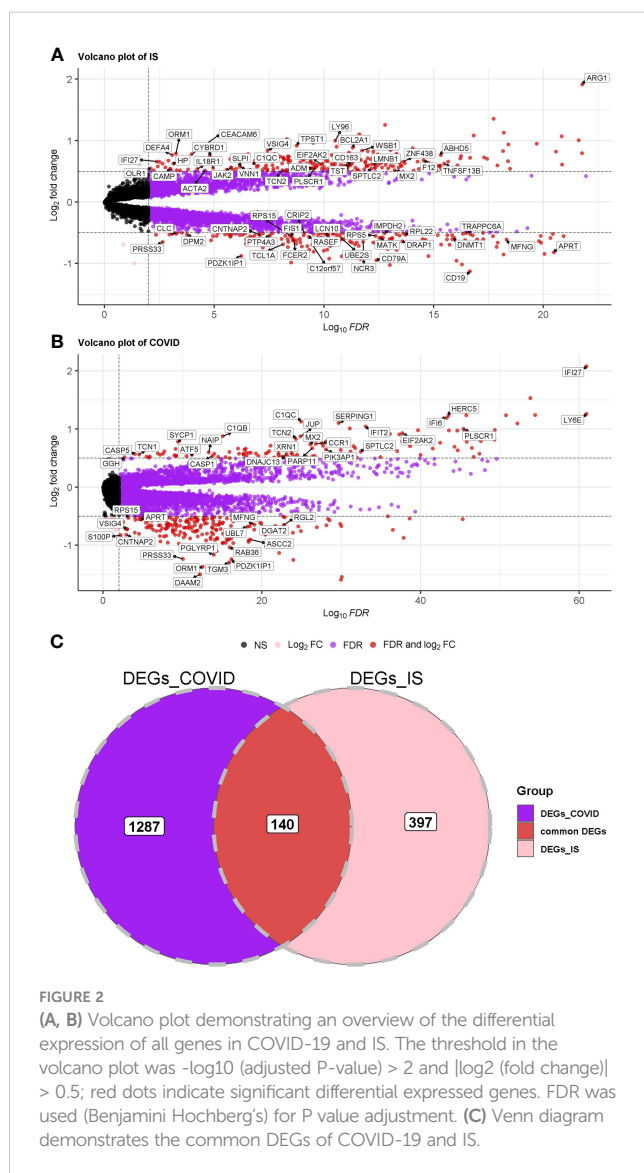 A
Volcano plot of IS
Log2 fold change
2
1
0
-1
ARG1
LY96
ORM1
CEACAM6
VSIG4
TPST1
BCL2A1
DEFA4
CYBRD1
WSB1
IFI27
HP
IL18R1
SLPI
C1QC
EIF2AK2
CD163
LMNB1
ZNF438
ABHD5
OLR1
CAMP
JAK2
VNN1
ADM
TST
F12
ACTA2
TCN2
PLSCR1
SPTLC2
MX2
TNFSF13B
RPS15
CRIP2
CLC
CNTNAP2
FIS1
LCN10
IMPDH2
TRAPPC6A
DPM2
PTP4A3
RPS5
RPL22
PRSS33
TCL1A
RASEF
MATK
DRAP1
DNMT1
MFNG
APRT
PDZK1IP1
FCER2
UBE2S
CD79A
C12orf57
NCR3
CD19
0
5
10
15
20
Log10 FDR
B
Volcano plot of COVID
Log2 fold change
2
1
0
-1
IFI27
C1QC
JUP
SERPING1
HERC5
IFI6
LY6E
SYCP1
C1QB
TCN2
MX2
IFIT2
PLSCR1
CASP5
TCN1
NAIP
XRN1
CCR1
EIF2AK2
ATF5
SPTLC2
GGH
CASP1
DNAJC13
PARP11
PIK3AP1
RPS15
APRT
MFNG
RGL2
VSIG4
DGAT2
S100P
UBL7
CNTNAP2
ASCC2
PGLYRP1
RAB36
PRSS33
PDZK1IP1
ORM1
TGM3
DAAM2
0
20
40
60
Log10 FDR
C
NS
Log2 FC
FDR
FDR and log2 FC
DEGs_COVID
DEGs_IS
1287
140
397
Group
DEGs_COVID
common DEGs
DEGs_IS
FIGURE 2
(A, B) Volcano plot demonstrating an overview of the differential
expression of all genes in COVID-19 and IS. The threshold in the
volcano plot was -log10 (adjusted P-value) > 2 and |log2 (fold change)|
> 0.5; red dots indicate significant differential expressed genes. FDR was
used (Benjamini Hochberg's) for P value adjustment. (C) Venn diagram
demonstrates the common DEGs of COVID-19 and IS.